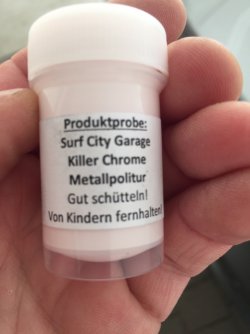 Produktprobe:
Surf City Garage
Killer Chrome
Metallpolitur
Gut schütteln!
Von Kindern fernhalten!